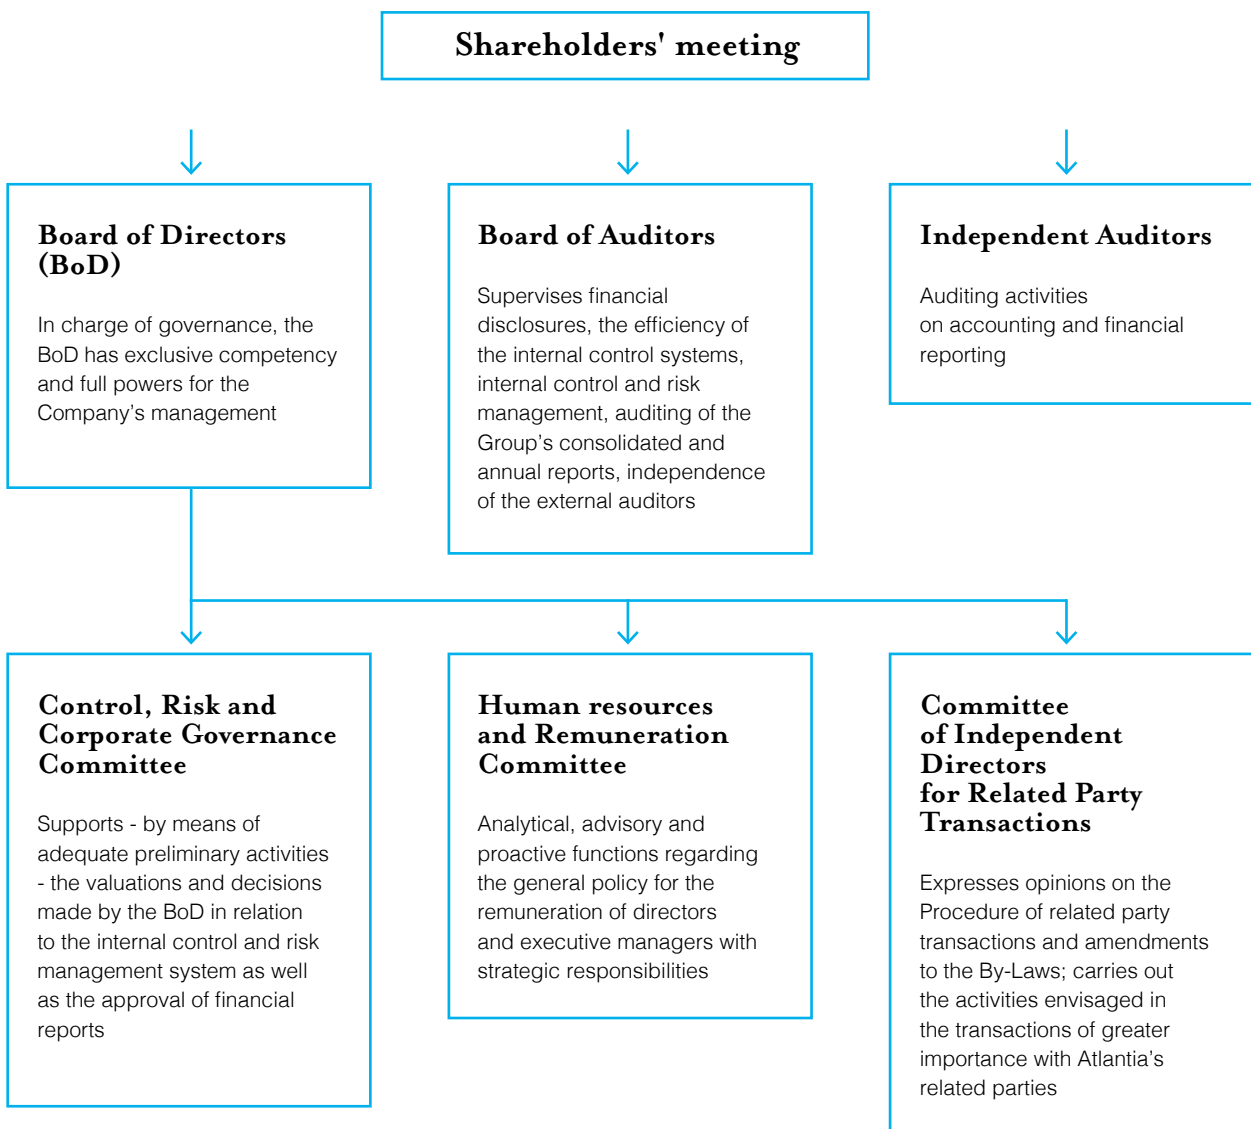 Shareholders' meeting
Board of Directors
(BoD)
In charge of governance, the
BoD has exclusive competency
and full powers for the
Company’s management
Board of Auditors
Supervises financial
disclosures, the efficiency of
the internal control systems,
internal control and risk
management, auditing of the
Group’s consolidated and
annual reports, independence
of the external auditors
Independent Auditors
Auditing activities
on accounting and financial
reporting
Control, Risk and
Corporate Governance
Committee
Supports - by means of
adequate preliminary activities
- the valuations and decisions
made by the BoD in relation
to the internal control and risk
management system as well
as the approval of financial
reports
Human resources
and Remuneration
Committee
Analytical, advisory and
proactive functions regarding
the general policy for the
remuneration of directors
and executive managers with
strategic responsibilities
Committee
of Independent
Directors
for Related Party
Transactions
Expresses opinions on the
Procedure of related party
transactions and amendments
to the By-Laws; carries out
the activities envisaged in
the transactions of greater
importance with Atlantia’s
related parties